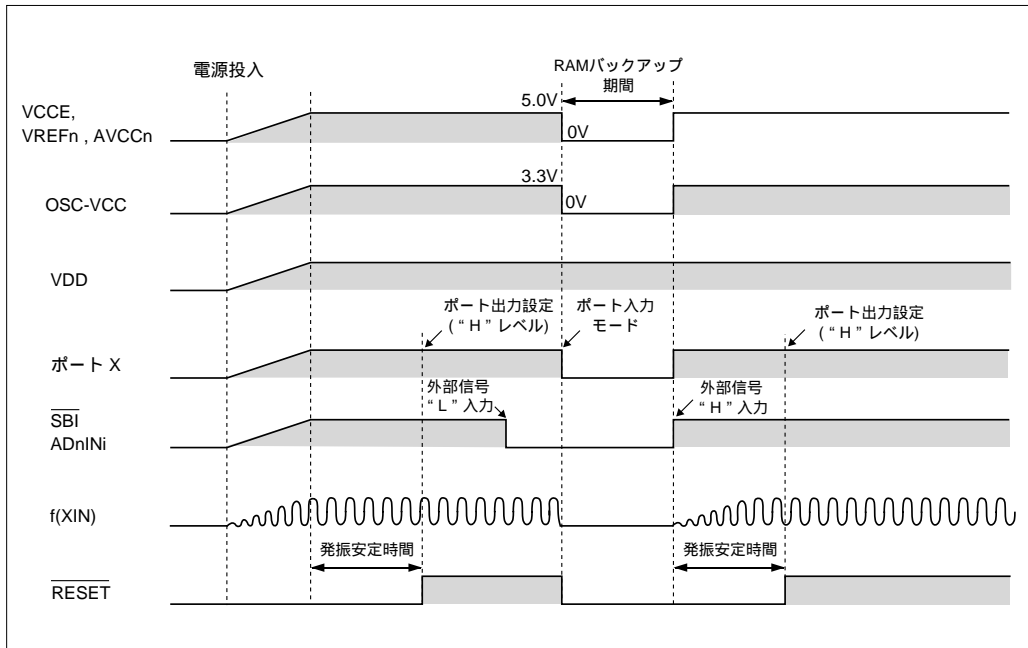 電源投入
RAMバックアップ
期間
VCCE,
VREFn , AVCCn
5.0V
0V
OSC-VCC
3.3V
0V
VDD
ポート出力設定
( “ H ” レベル)
ポート入力
モード
ポート出力設定
( “ H ” レベル)
ポート X
外部信号
“ L ” 入力
外部信号
“ H ” 入力
SBI
ADnINi
f(XIN)
発振安定時間
発振安定時間
RESET